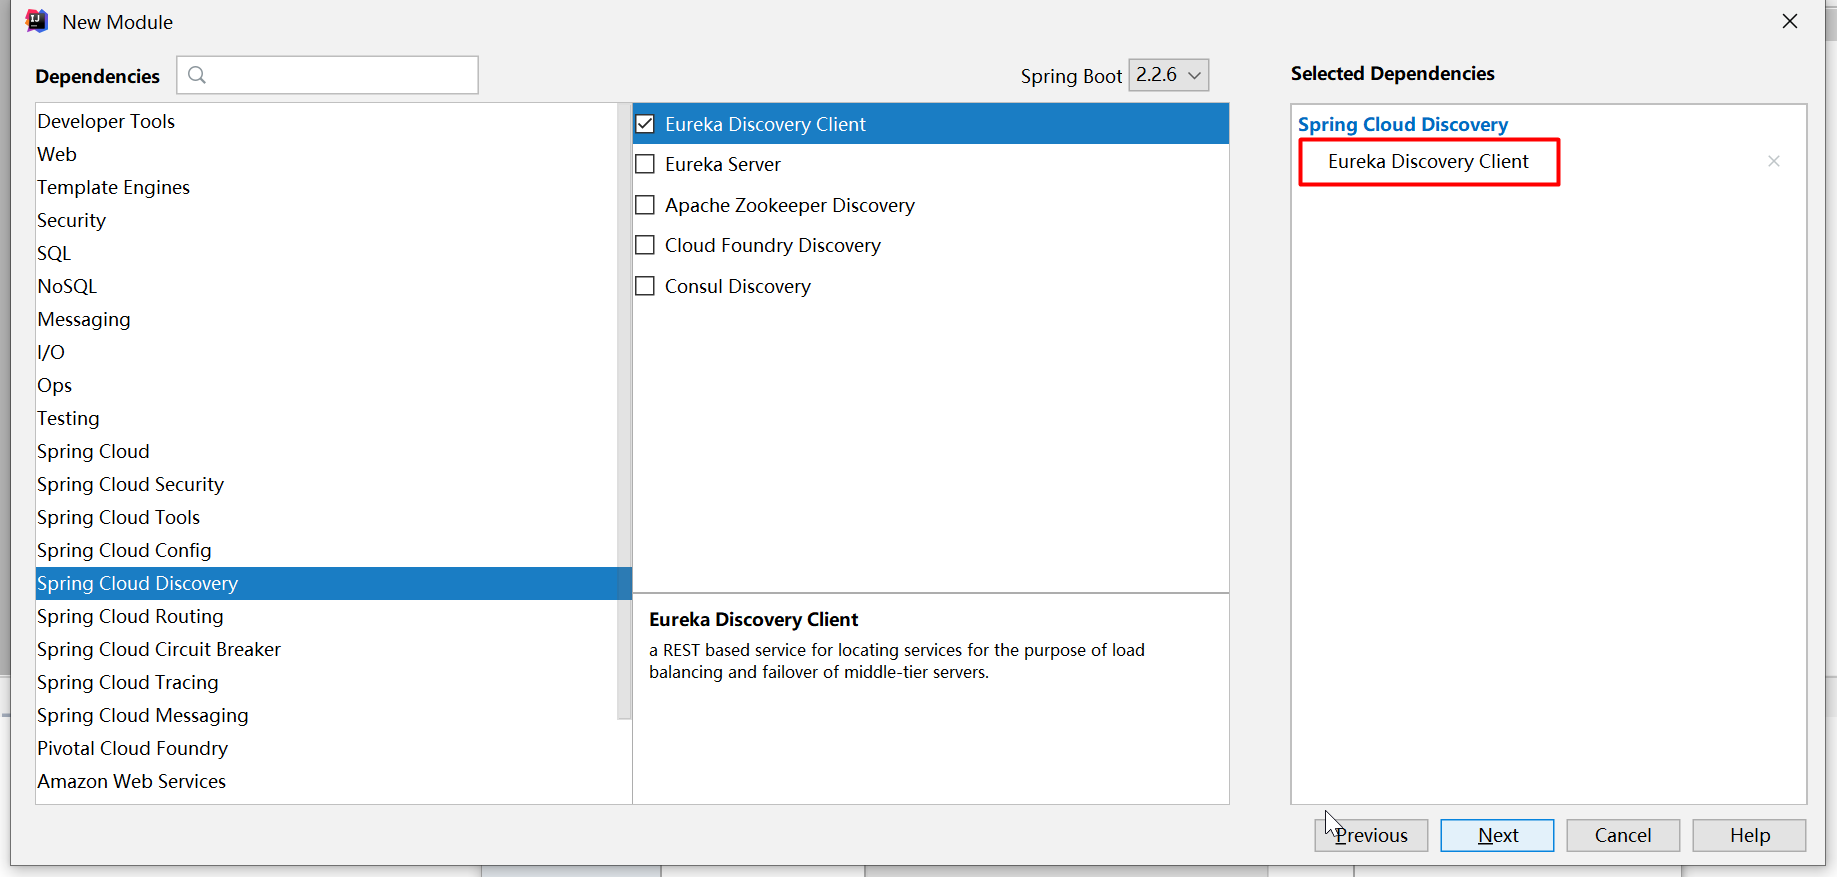 New Module
Dependencies
Spring Boot 2.2.6
Selected Dependencies
Developer Tools
Web
Template Engines
Security
SQL
NoSQL
Messaging
I/O
Ops
Testing
Spring Cloud
Spring Cloud Security
Spring Cloud Tools
Spring Cloud Config
Spring Cloud Discovery
Spring Cloud Routing
Spring Cloud Circuit Breaker
Spring Cloud Tracing
Spring Cloud Messaging
Pivotal Cloud Foundry
Amazon Web Services
Eureka Discovery Client
Eureka Server
Apache Zookeeper Discovery
Cloud Foundry Discovery
Consul Discovery
Eureka Discovery Client
a REST based service for locating services for the purpose of load
balancing and failover of middle-tier servers.
Spring Cloud Discovery
Eureka Discovery Client
Previous
Next
Cancel
Help